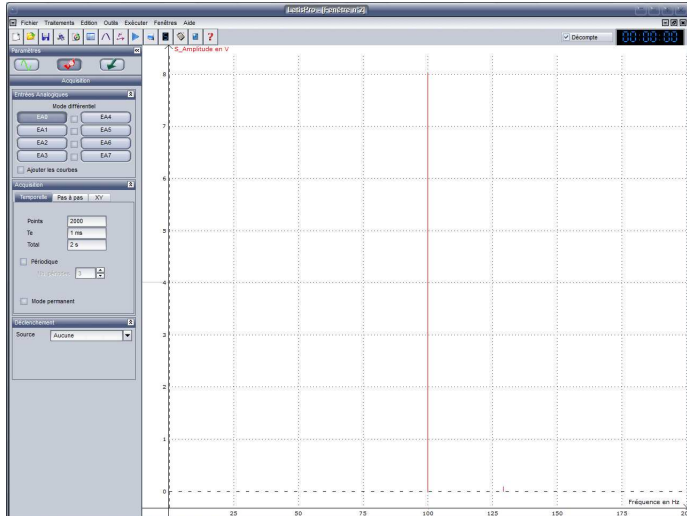 LatisPro - [Fenêtre n°2]
Fichier Traitements Edition Outils Exécuter Fenêtres Aide
Décompte
00:00:00
Paramètres
Acquisition
Entrées Analogiques
Mode différentiel
EA0 EA4
EA1 EA5
EA2 EA6
EA3 EA7
Ajouter les courbes
Acquisition
Temporelle Pas à pas XY
Points 2000
Te 1 ms
Total 2 s
Périodique
3
Mode permanent
Déclenchement
Source Aucune
S_Amplitude en V
8
7
6
5
4
3
2
1
0
Fréquence en Hz
25 50 75 100 125 150 175 20